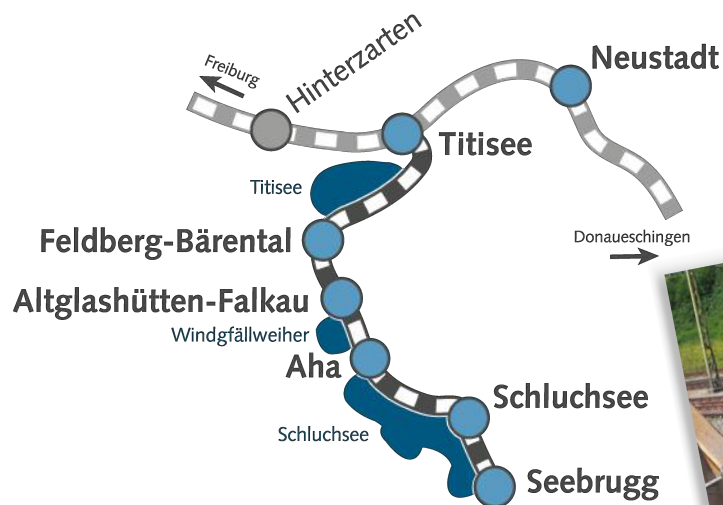 Freiburg
Hinterzarten
Neustadt
Titisee
Titisee
Donaueschingen
Feldberg-Bärental
Altglashütten-Falkau
Windgfällweiher
Aha
Schluchsee
Schluchsee
Seebrugg